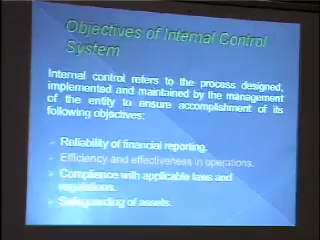 Objectives of Internal Control
System
Internal control refers to the process designed,
implemented and maintained by the management
of the entity to ensure accomplishment of its
following objectives:
Reliability of financial reporting.
Efficiency and effectiveness in operations.
Compliance with applicable laws and
regulations.
Safeguarding of assets.